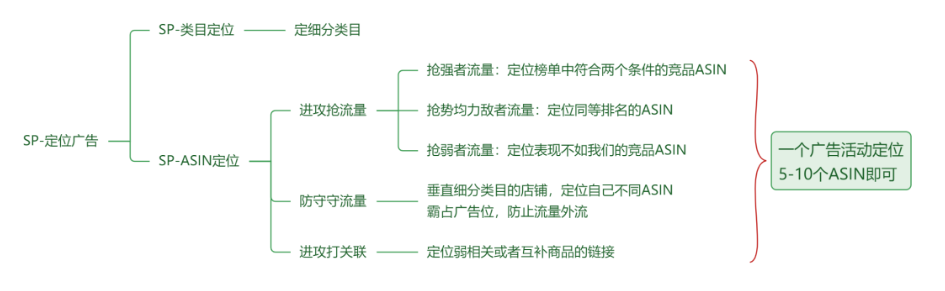 SP-定位广告
SP-类目定位
定细分类目
SP-ASIN定位
进攻抢流量
抢强者流量：定位榜单中符合两个条件的竞品ASIN
抢势均力敌者流量：定位同等排名的ASIN
抢弱者流量：定位表现不如我们的竞品ASIN
防守守流量
垂直细分类目的店铺，定位自己不同ASIN
霸占广告位，防止流量外流
进攻打关联
定位弱相关或者互补商品的链接
一个广告活动定位
5-10个ASIN即可